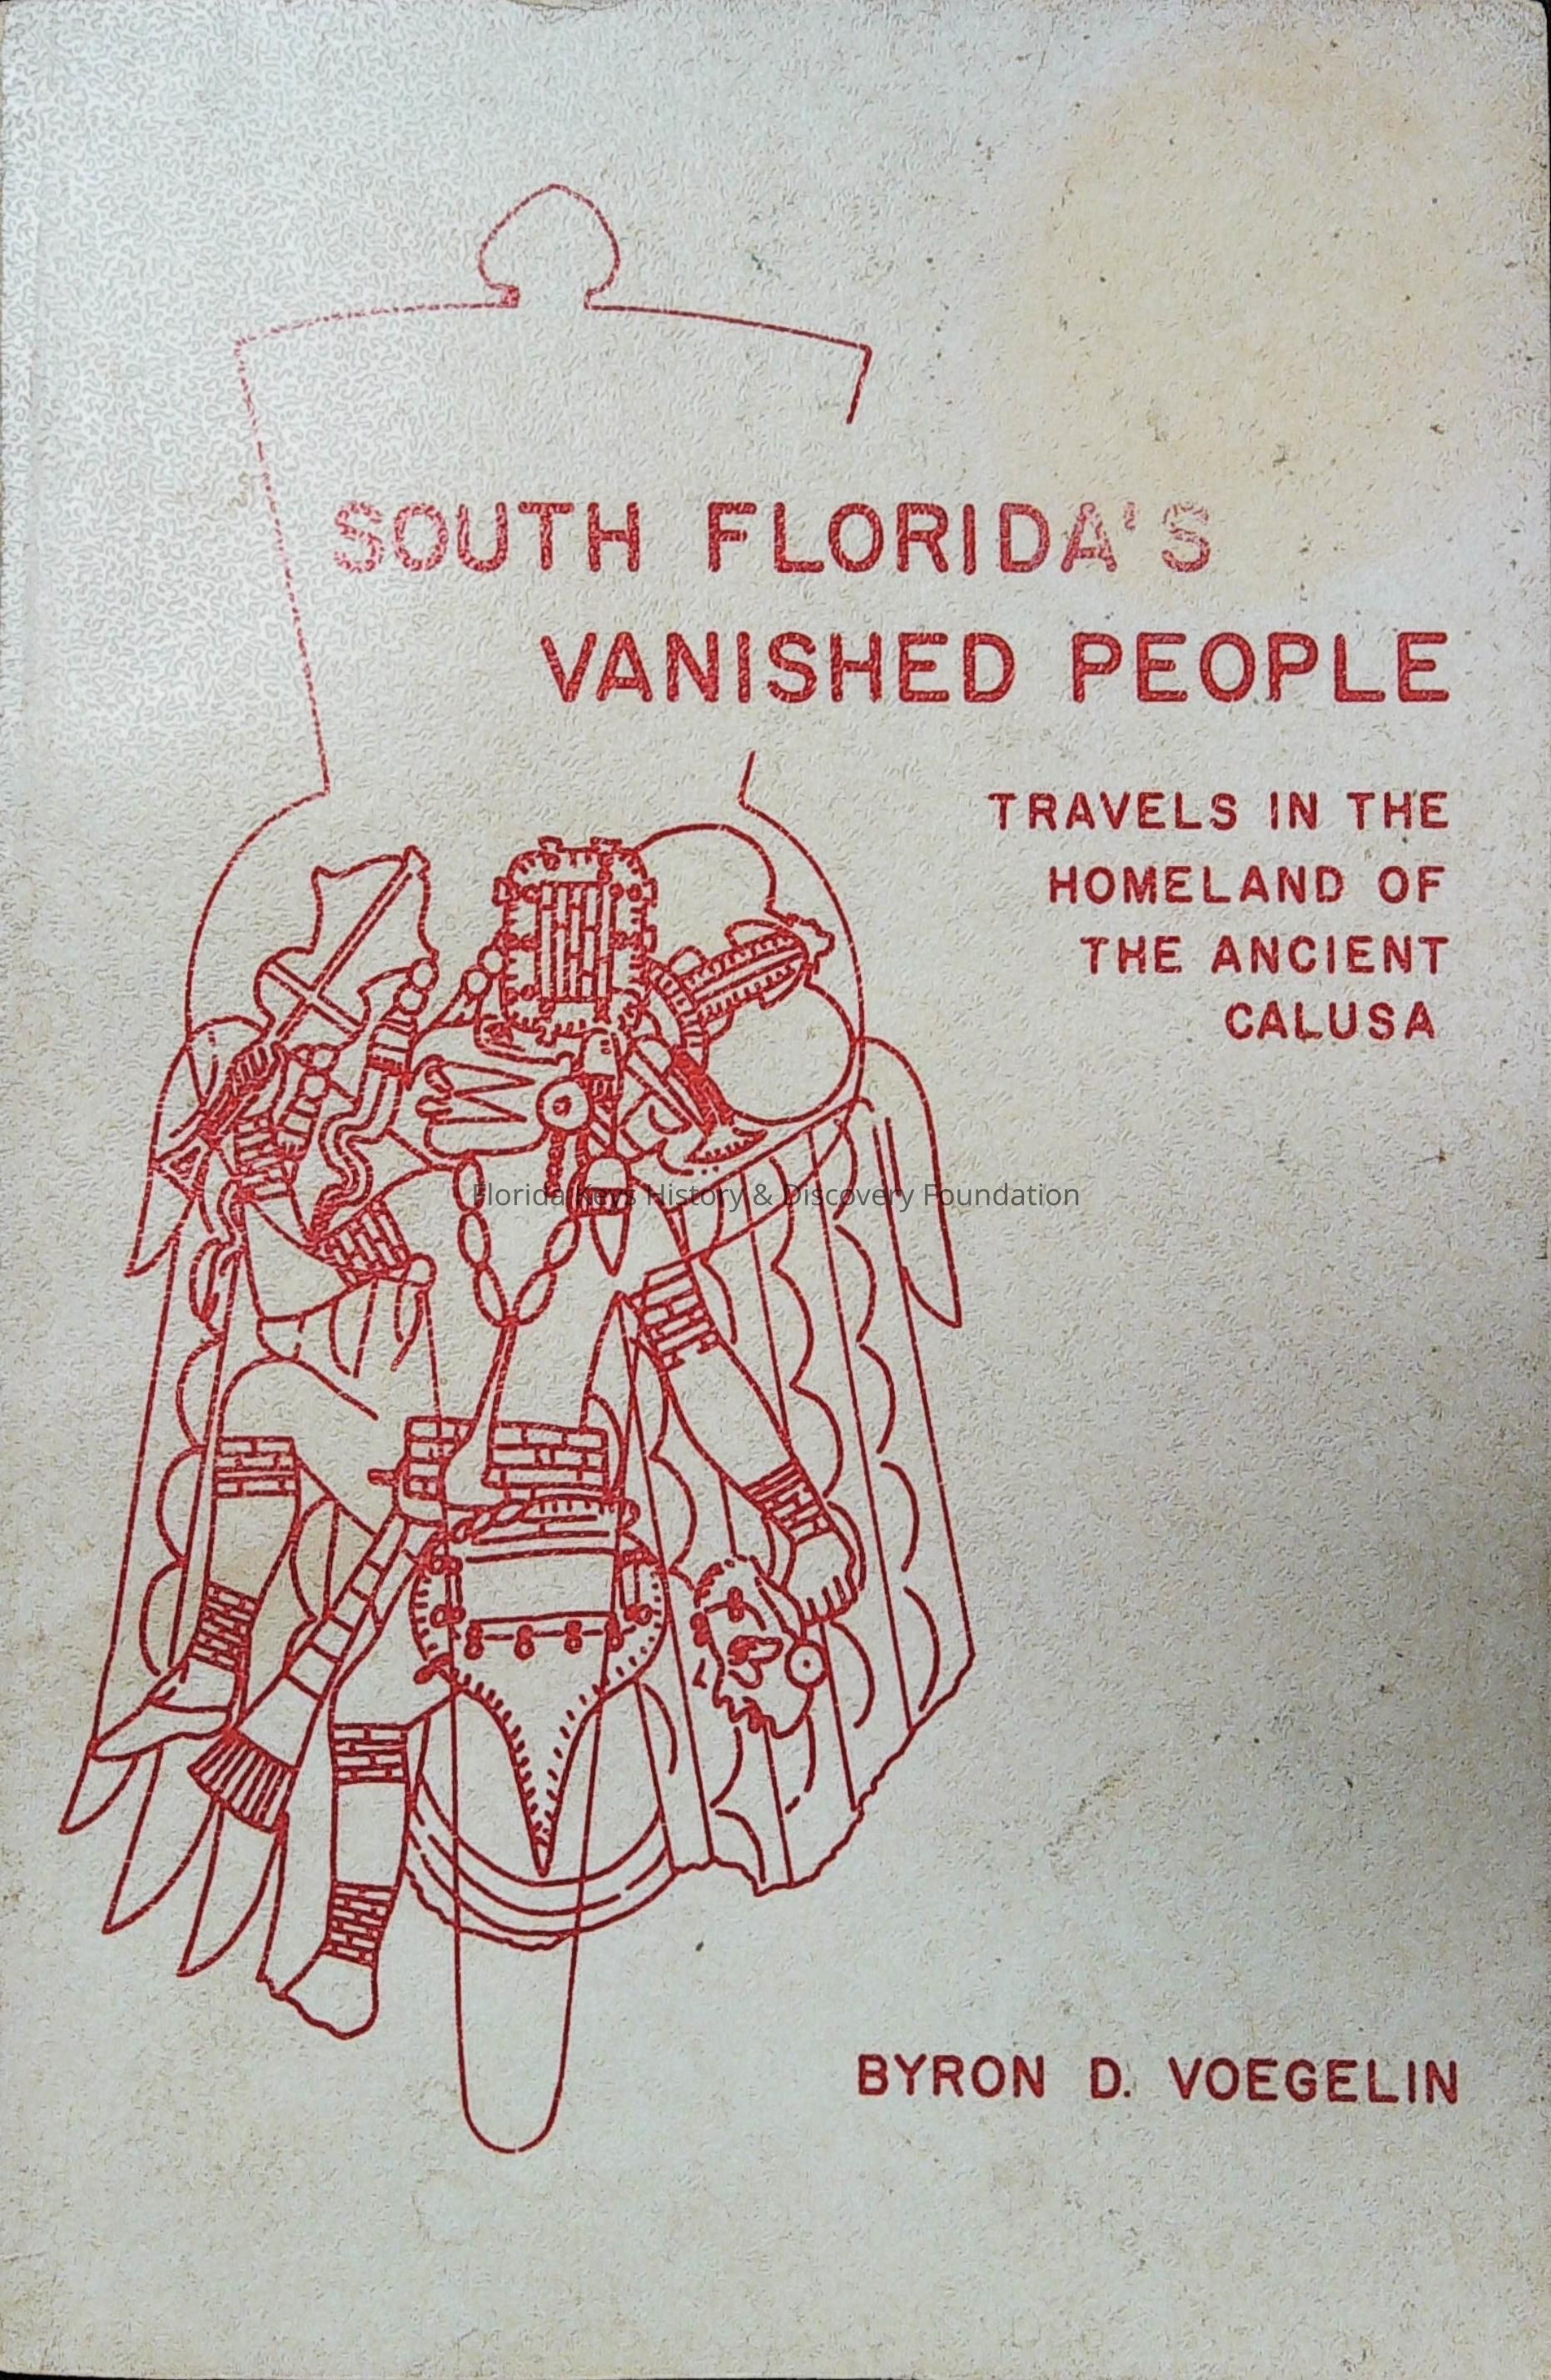 SOUTH FLORIDA'S
VANISHED PEOPLE
TRAVELS IN THE
HOMELAND OF
THE ANCIENT
CALUSA
Florida Keys History & Discovery Foundation
BYRON D. VOEGELIN